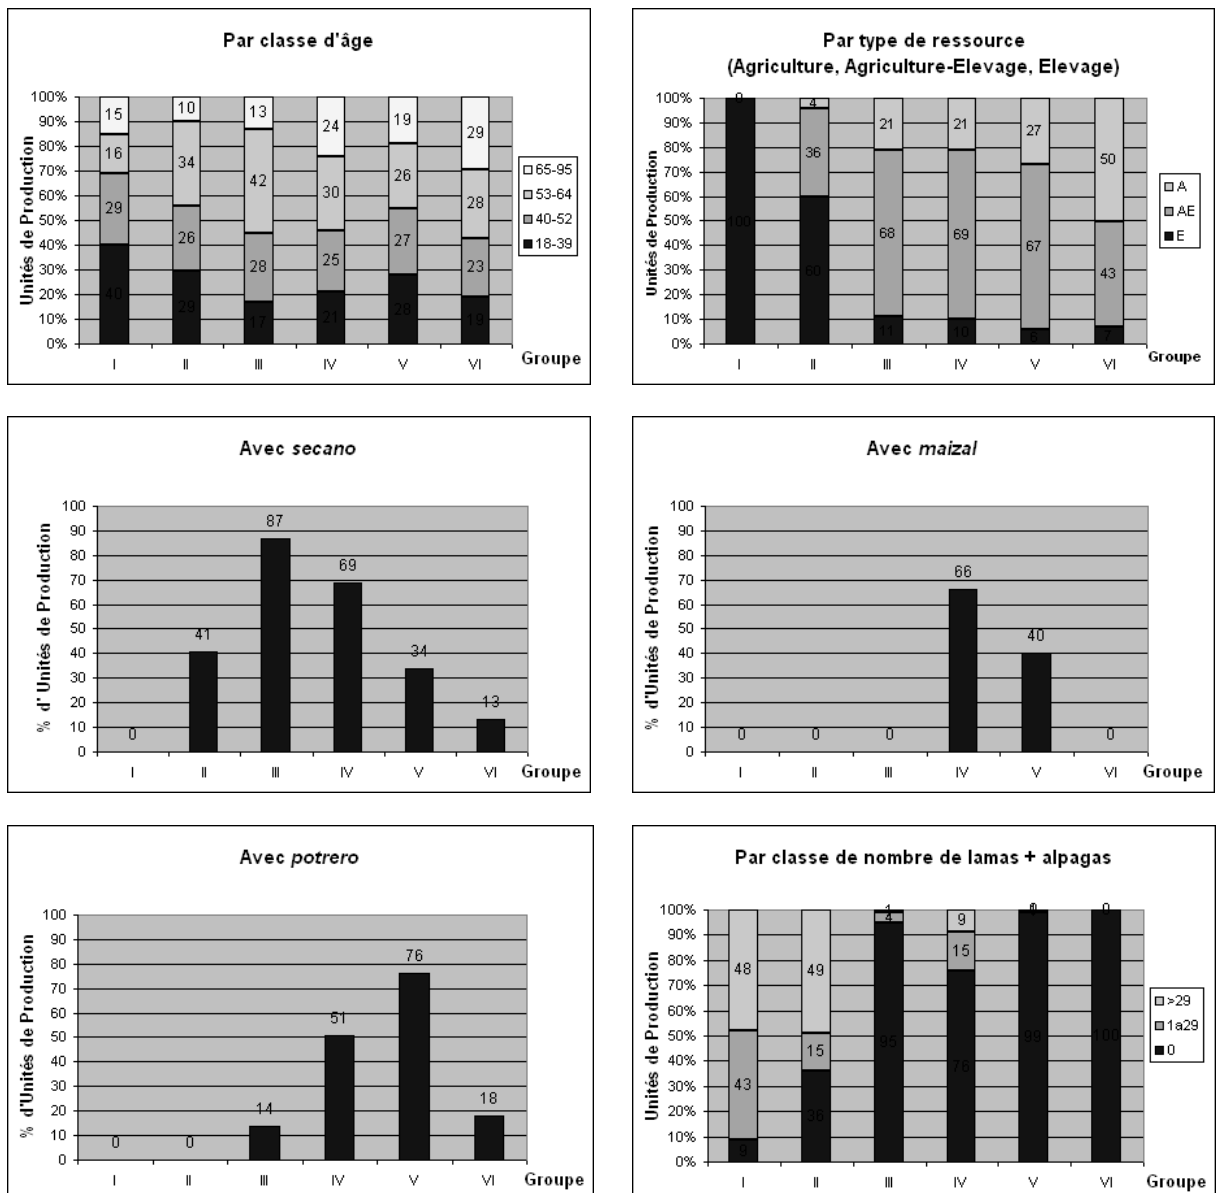 Par classe d'âge
Unités de Production
100%
90%
80%
70%
60%
50%
40%
30%
20%
10%
0%
15 10 13 24 19 29
16 34 42 30 26 28
29 26 28 25 27 23
40 29 17 21 28 19
I II III IV V VI Groupe
65-95
53-64
40-52
18-39
Par type de ressource
(Agriculture, Agriculture-Elevage, Elevage)
Unités de Production
100%
90%
80%
70%
60%
50%
40%
30%
20%
10%
0%
0 4 21 21 27 50
36 68 69 67 43
100 60 11 10 6 7
I II III IV V VI Groupe
A
AE
E
Avec secano
% d' Unités de Production
100
90
80
70
60
50
40
30
20
10
0
0 41 87 69 34 13
I II III IV V VI Groupe
Avec maizal
% d'Unités de Production
100
90
80
70
60
50
40
30
20
10
0
0 0 0 66 40 0
I II III IV V VI Groupe
Avec potrero
% d'Unités de Production
100
90
80
70
60
50
40
30
20
10
0
0 0 14 51 76 18
I II III IV V VI Groupe
Par classe de nombre de lamas + alpagas
Unités de Production
100%
90%
80%
70%
60%
50%
40%
30%
20%
10%
0%
48 49 1 9 0
43 15 4 15
9 36 95 76 99 100
I II III IV V VI Groupe
>29
1a29
0